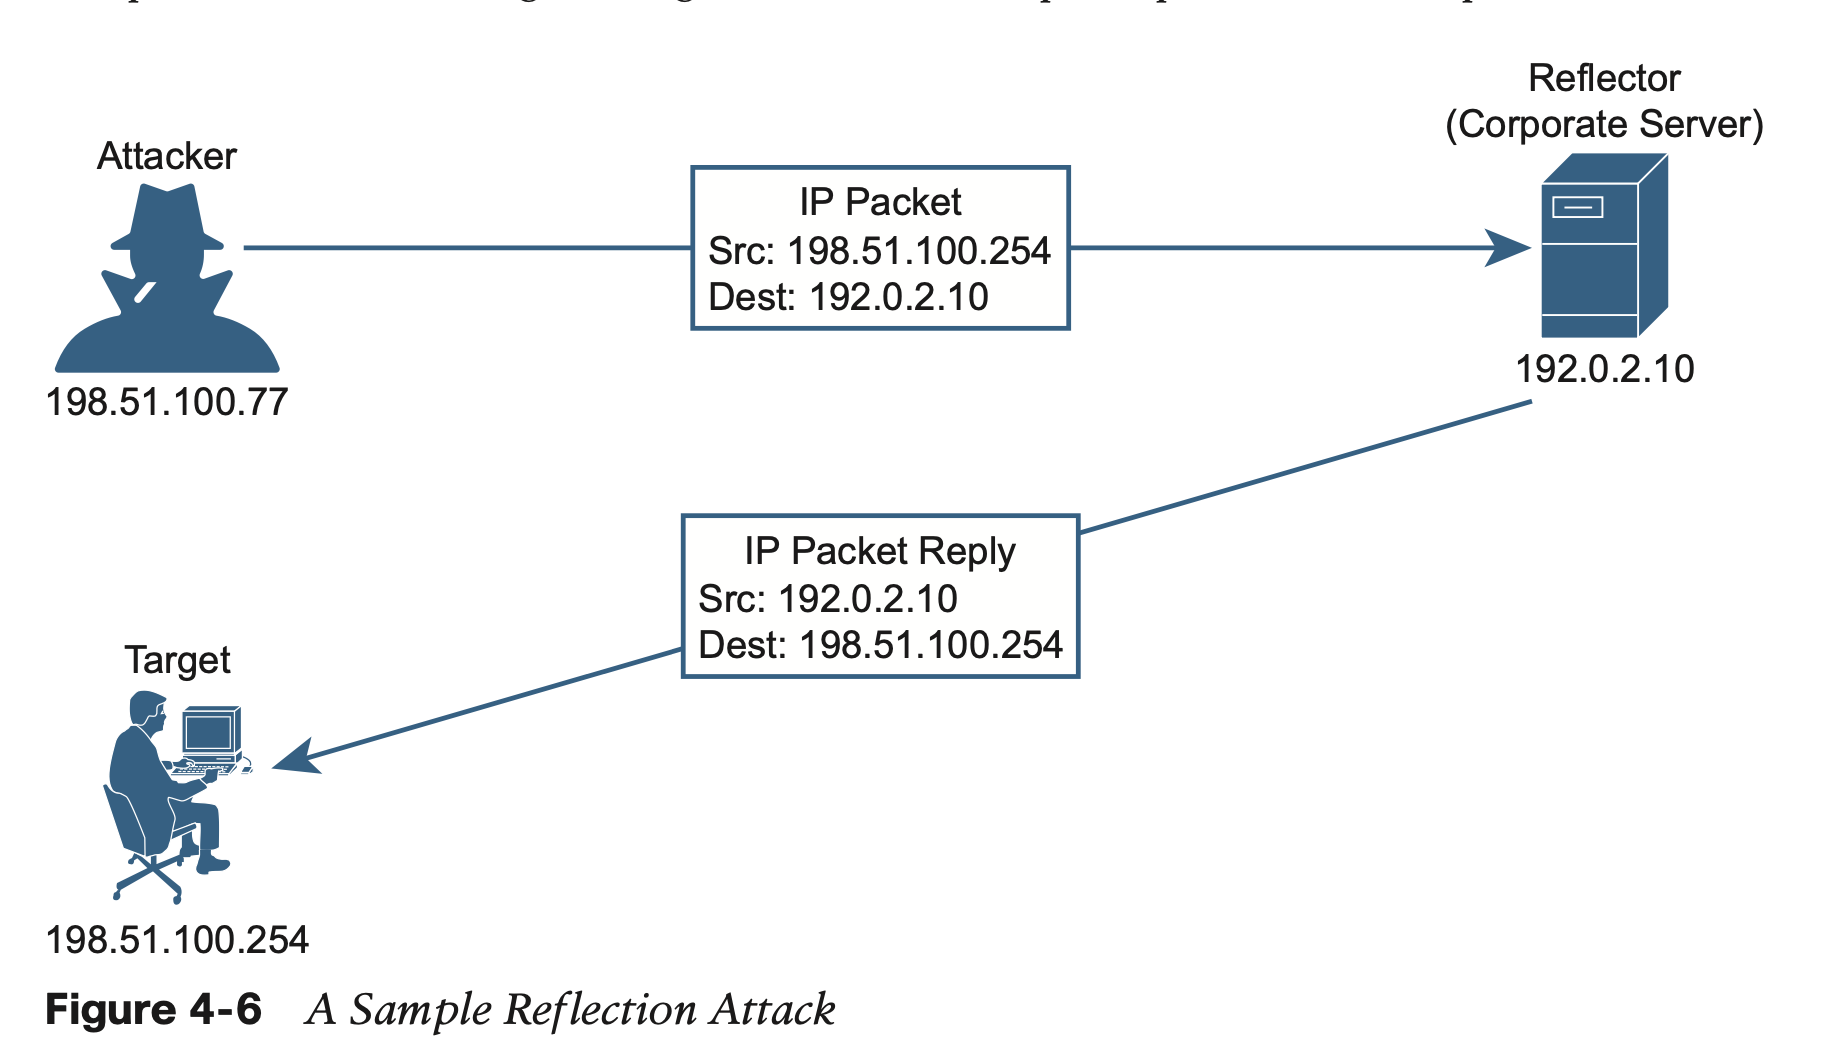 Attacker
198.51.100.77
IP Packet
Src: 198.51.100.254
Dest: 192.0.2.10
Reflector
(Corporate Server)
192.0.2.10
IP Packet Reply
Src: 192.0.2.10
Dest: 198.51.100.254
Target
198.51.100.254
Figure 4-6 A Sample Reflection Attack